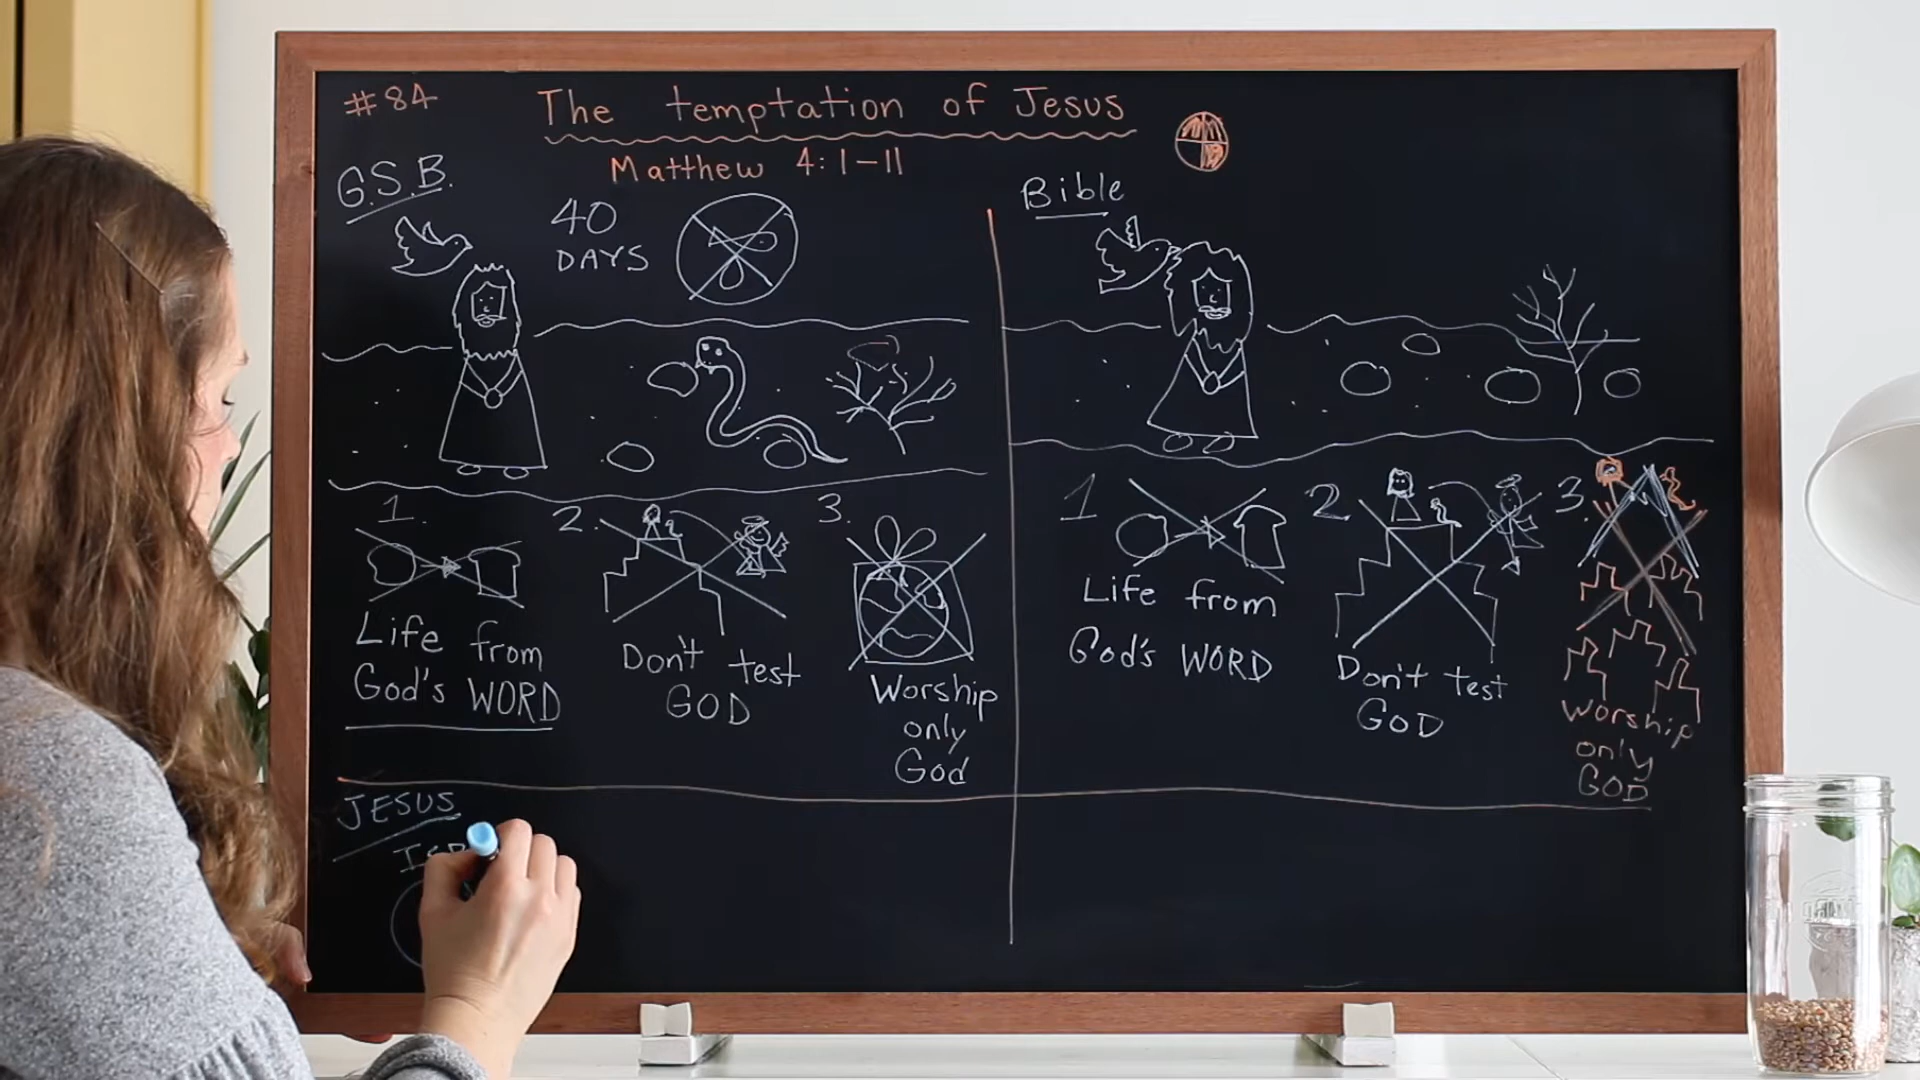 #84
The temptation of Jesus
Matthew 4:1-11
G.S.B.
40
DAYS
1.
Life from
God's WORD
2.
Don't test
GOD
3.
Worship
only
God
Bible
1
Life from
God's WORD
2.
Don't test
GOD
3.
Worship
only
GOD
JESUS